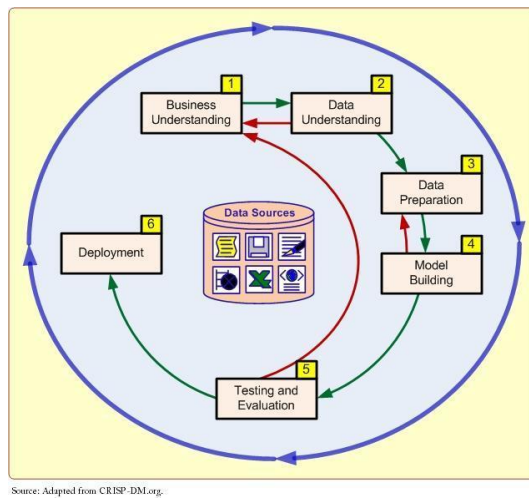 1
Business
Understanding
2
Data
Understanding
3
Data
Preparation
4
Model
Building
5
Testing and
Evaluation
6
Deployment
Data Sources
Source: Adapted from CRISP-DM.org.